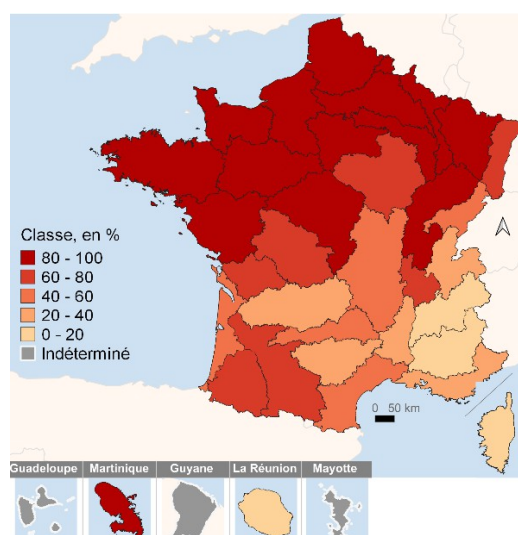 Classe, en %
80 - 100
60 - 80
40 - 60
20 - 40
0 - 20
Indéterminé
0 50 km
Guadeloupe Martinique Guyane La Réunion Mayotte